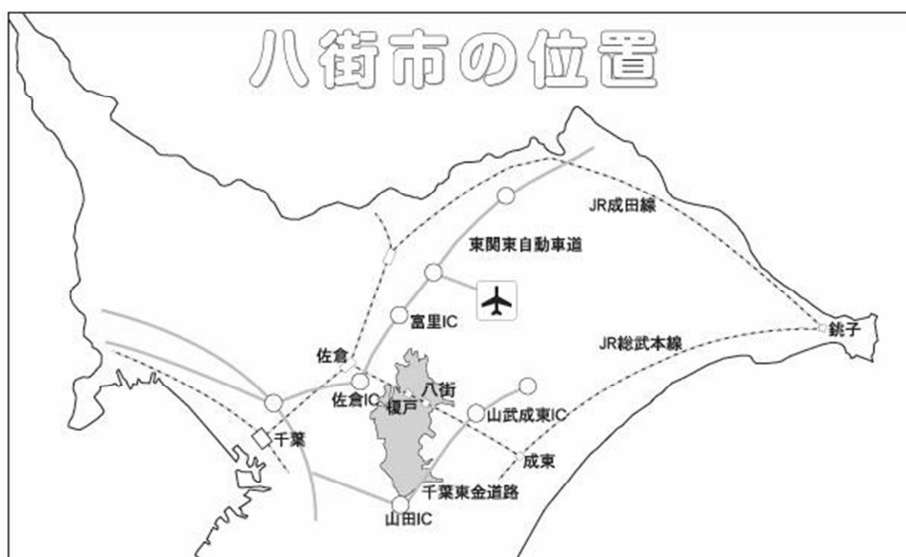 八街市の位置
JR成田線
東関東自動車道
富里IC
銚子
JR総武本線
佐倉
佐倉IC
八街
榎戸
山武成東IC
千葉
成東
千葉東金道路
山田IC